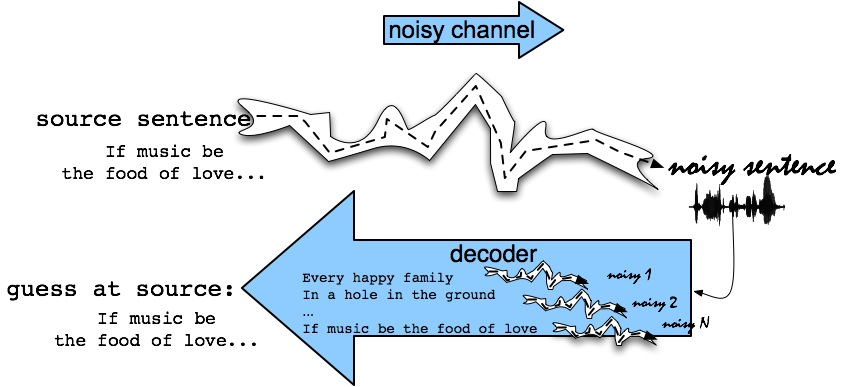 noisy channel
source sentence
If music be
the food of love...
noisy sentence
decoder
Every happy family
noisy 1
In a hole in the ground
noisy 2
...
If music be the food of love
noisy N
guess at source:
If music be
the food of love...